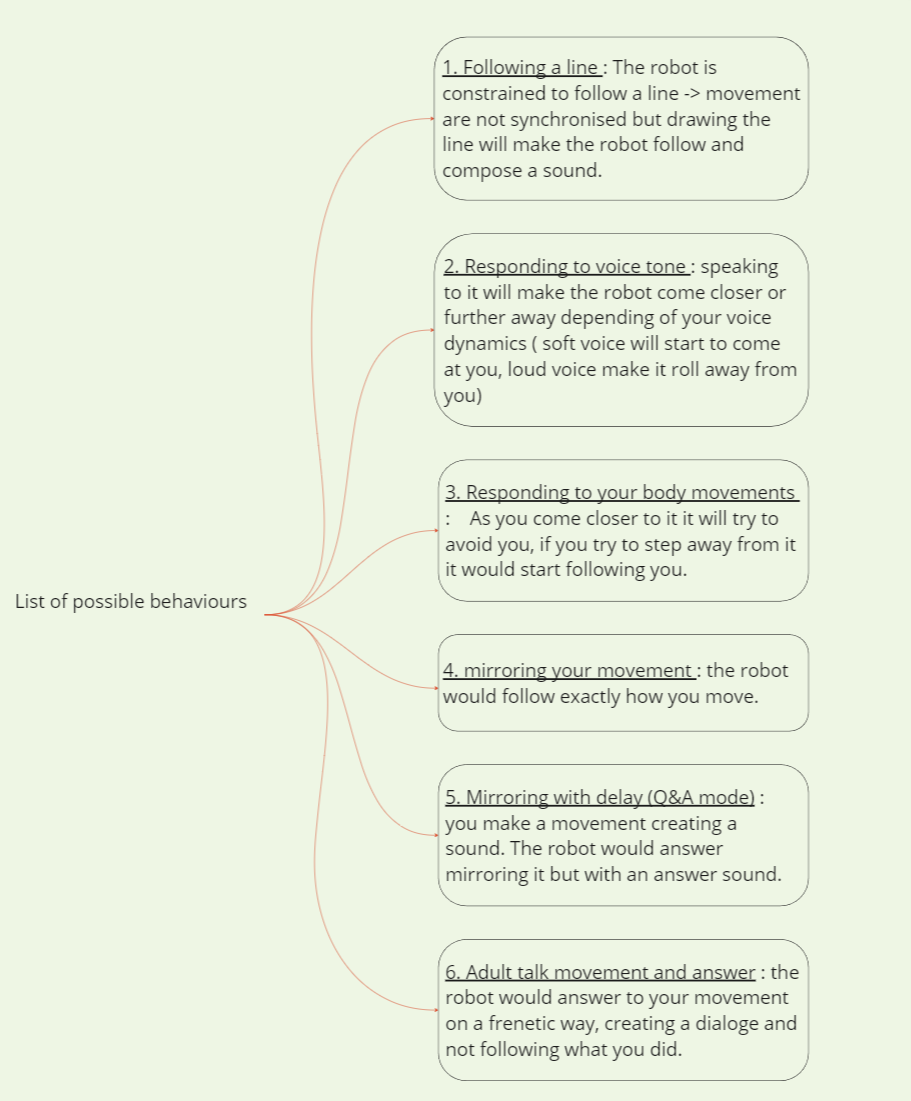 1. Following a line : The robot is
constrained to follow a line -> movement
are not synchronised but drawing the
line will make the robot follow and
compose a sound.
2. Responding to voice tone : speaking
to it will make the robot come closer or
further away depending of your voice
dynamics ( soft voice will start to come
at you, loud voice make it roll away from
you)
3. Responding to your body movements
: As you come closer to it it will try to
avoid you, if you try to step away from it
it would start following you.
List of possible behaviours
4. mirroring your movement : the robot
would follow exactly how you move.
5. Mirroring with delay (Q&A mode) :
you make a movement creating a
sound. The robot would answer
mirroring it but with an answer sound.
6. Adult talk movement and answer : the
robot would answer to your movement
on a frenetic way, creating a dialoge and
not following what you did.